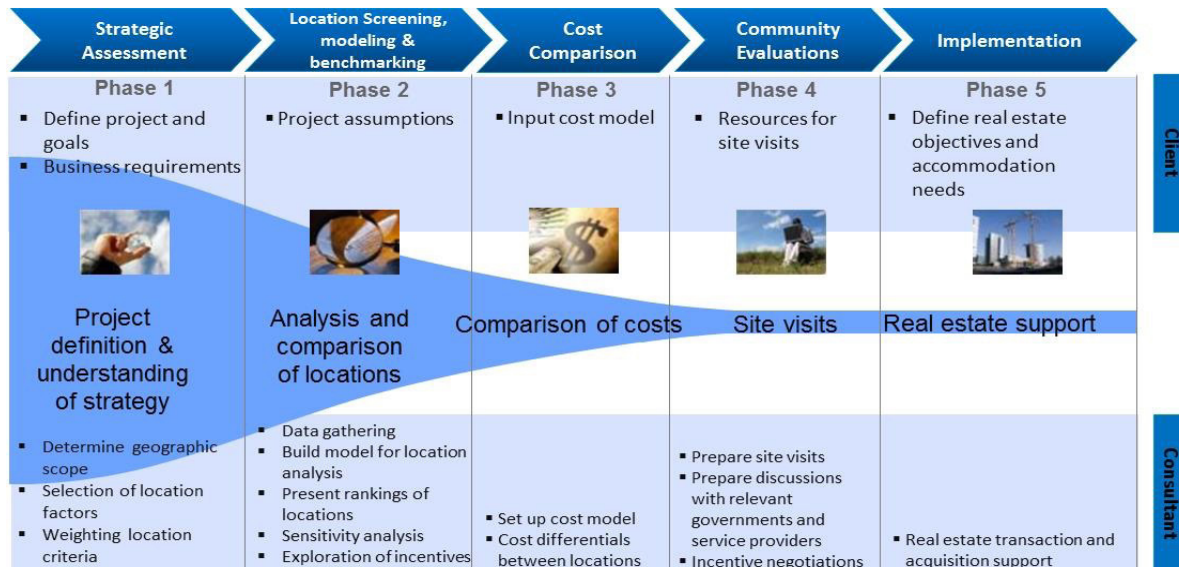 Strategic
Assessment
Location Screening,
modeling &
benchmarking
Cost
Comparison
Community
Evaluations
Implementation
Phase 1
Phase 2
Phase 3
Phase 4
Phase 5
▪ Define project and
goals
▪ Business requirements
▪ Project assumptions
▪ Input cost model
▪ Resources for
site visits
▪ Define real estate
objectives and
accommodation
needs
Client
Project
definition &
understanding
of strategy
Analysis and
comparison
of locations
Comparison of costs
Site visits
Real estate support
▪ Determine geographic
scope
▪ Selection of location
factors
▪ Weighting location
criteria
▪ Data gathering
▪ Build model for location
analysis
▪ Present rankings of
locations
▪ Sensitivity analysis
▪ Exploration of incentives
▪ Set up cost model
▪ Cost differentials
between locations
▪ Prepare site visits
▪ Prepare discussions
with relevant
governments and
service providers
▪ Incentive negotiations
▪ Real estate transaction and
acquisition support
Consultant